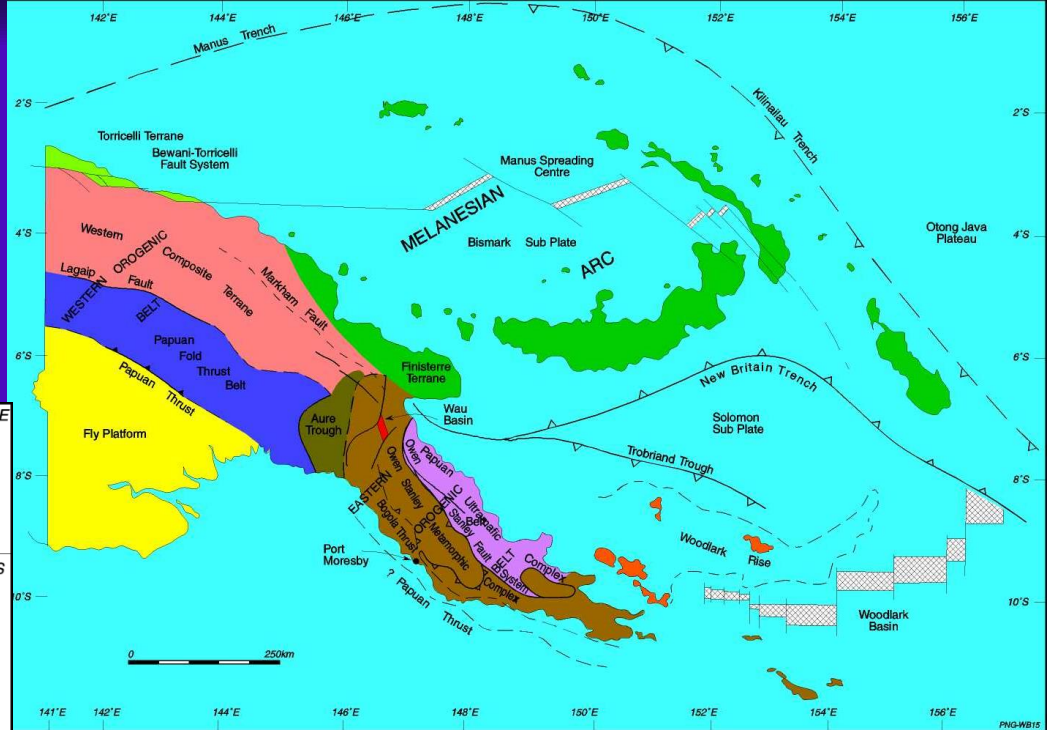 142°E 144°E 146°E 148°E 150°E 152°E 154°E 156°E
Manus Trench
2°S
2°S
Kilinailau Trench
Torricelli Terrane
Bewani-Torricelli
Fault System
Manus Spreading
Centre
MELANESIAN
ARC
Bismark Sub Plate
Otong Java
Plateau
4°S
4°S
Western
Composite
Terrane
WESTERN
OROGENIC
BELT
Lagaip
Fault
Markham Fault
Papuan
Fold
Thrust
Belt
6°S
6°S
Papuan
Thrust
Finisterre
Terrane
New Britain Trench
E
Aure
Trough
Wau
Basin
Fly Platform
Solomon
Sub Plate
Trobriand Trough
8°S
8°S
EASTERN
OROGENIC
BELT
Papuan
Ultramafic
Belt
Complex
Owen
Stanley
Fault
System
Owen
Stanley
Metamorphic
Complex
Bogola Thrust
Port
Moresby
? Papuan
Thrust
Woodlark
Rise
S
10°S
Woodlark
Basin
0 250km
141°E 142°E 144°E 146°E 148°E 150°E 152°E 154°E 156°E
PNG-WB15